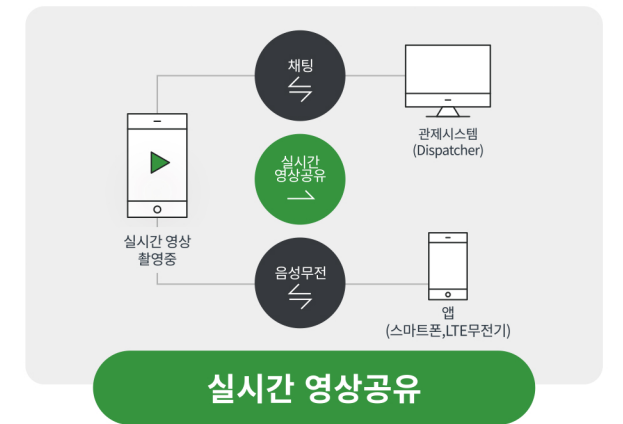 채팅
관제시스템
(Dispatcher)
실시간
영상공유
실시간 영상
촬영중
음성무전
앱
(스마트폰,LTE무전기)
실시간 영상공유